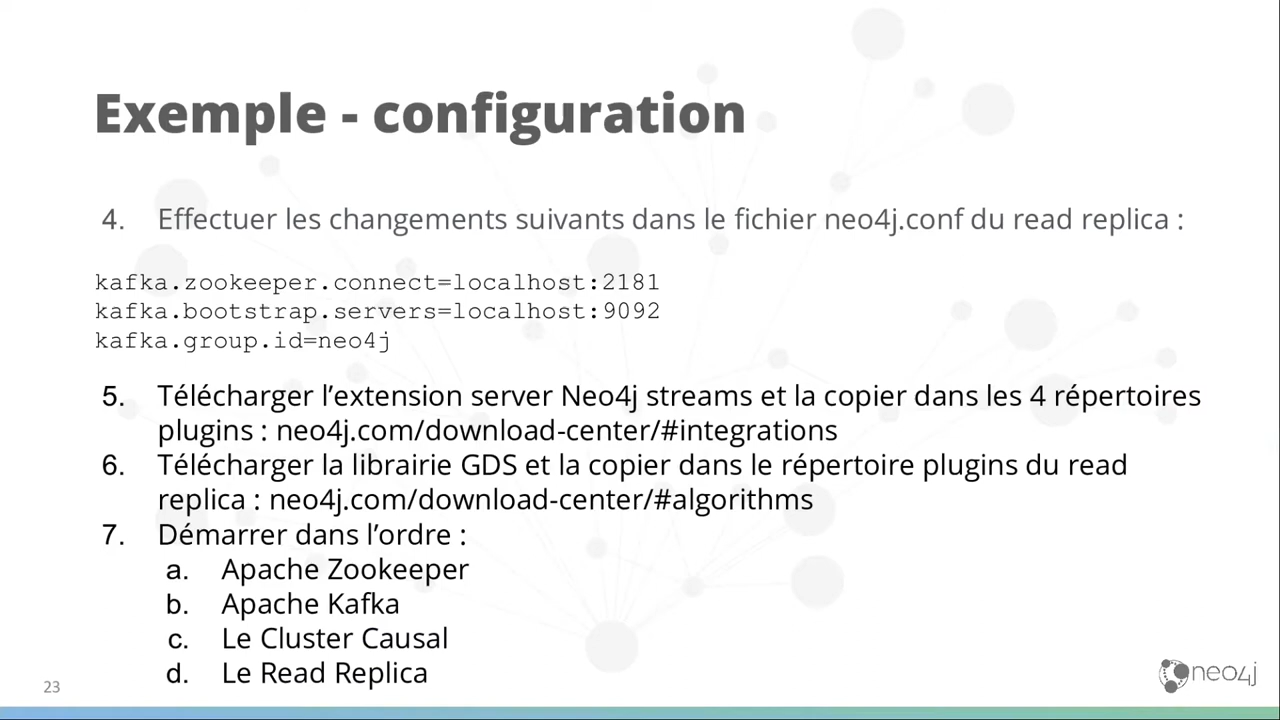 Exemple - configuration
4. Effectuer les changements suivants dans le fichier neo4j.conf du read replica :
kafka.zookeeper.connect=localhost:2181
kafka.bootstrap.servers=localhost:9092
kafka.group.id=neo4j
5. Télécharger l’extension server Neo4j streams et la copier dans les 4 répertoires
plugins : neo4j.com/download-center/#integrations
6. Télécharger la librairie GDS et la copier dans le répertoire plugins du read
replica : neo4j.com/download-center/#algorithms
7. Démarrer dans l’ordre :
a. Apache Zookeeper
b. Apache Kafka
c. Le Cluster Causal
d. Le Read Replica
23
neo4j